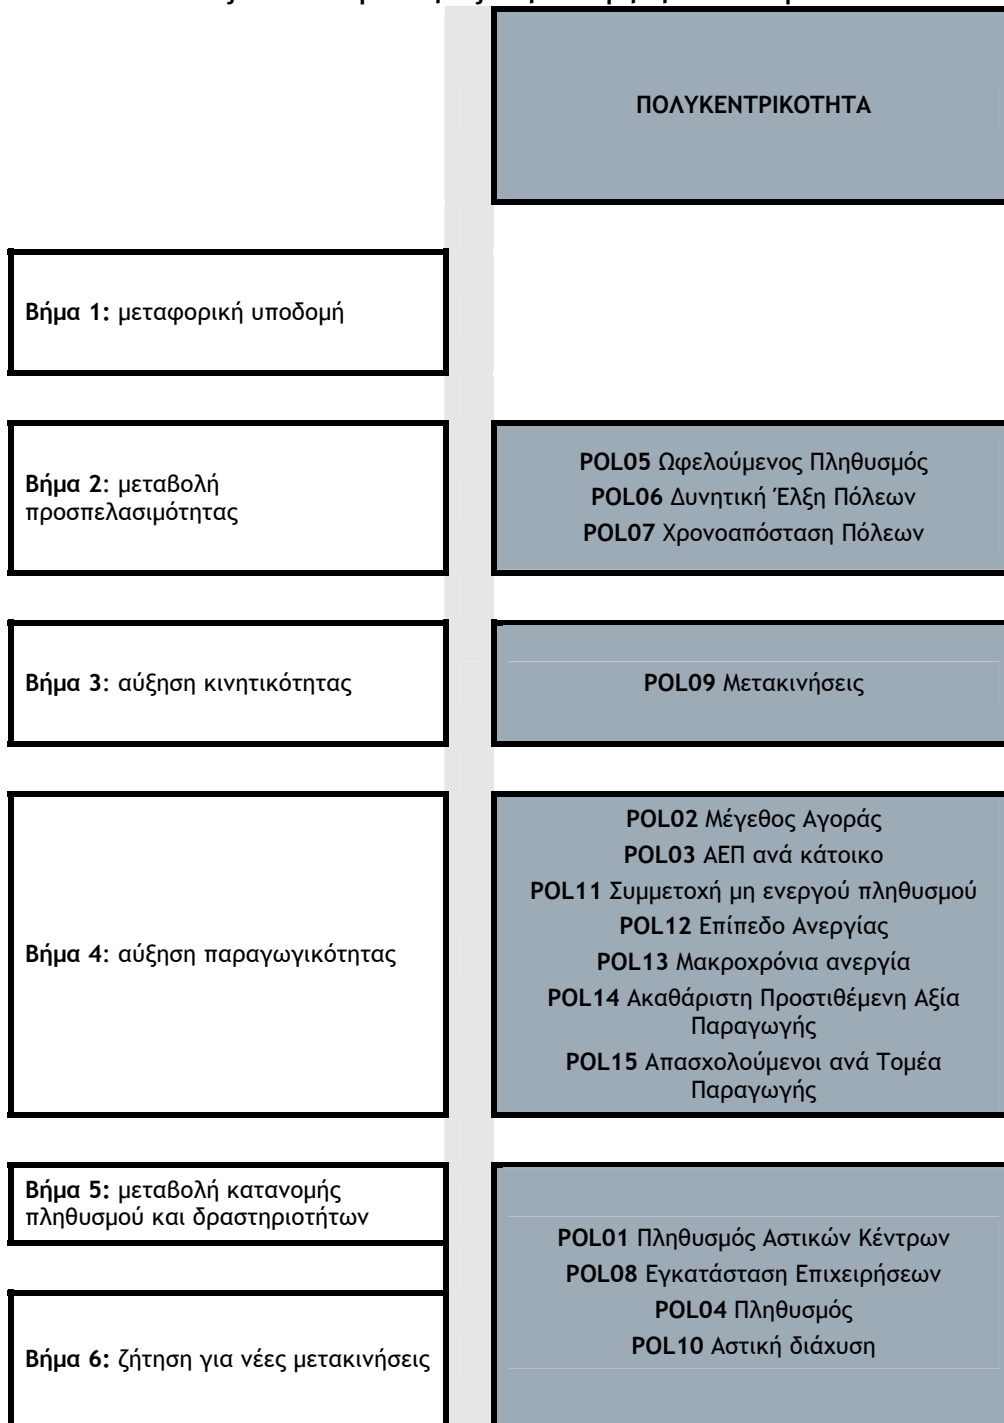 ΠΟΛΥΚΕΝΤΡΙΚΟΤΗΤΑ
Βήμα 1: μεταφορική υποδομή
Βήμα 2: μεταβολή
προσπελασιμότητας
POL05 Ωφελούμενος Πληθυσμός
POL06 Δυνητική Έλξη Πόλεων
POL07 Χρονοαπόσταση Πόλεων
Βήμα 3: αύξηση κινητικότητας
POL09 Μετακινήσεις
Βήμα 4: αύξηση παραγωγικότητας
POL02 Μέγεθος Αγοράς
POL03 ΑΕΠ ανά κάτοικο
POL11 Συμμετοχή μη ενεργού πληθυσμού
POL12 Επίπεδο Ανεργίας
POL13 Μακροχρόνια ανεργία
POL14 Ακαθάριστη Προστιθέμενη Αξία
Παραγωγής
POL15 Απασχολούμενοι ανά Τομέα
Παραγωγής
Βήμα 5: μεταβολή κατανομής
πληθυσμού και δραστηριοτήτων
Βήμα 6: ζήτηση για νέες μετακινήσεις
POL01 Πληθυσμός Αστικών Κέντρων
POL08 Εγκατάσταση Επιχειρήσεων
POL04 Πληθυσμός
POL10 Αστική διάχυση